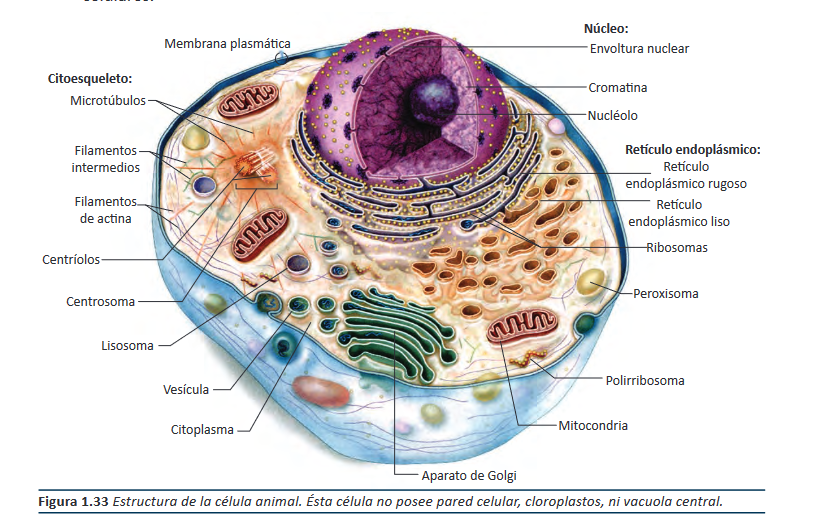 Membrana plasmática
Citoesqueleto:
Microtúbulos
Filamentos
intermedios
Filamentos
de actina
Centríolos
Centrosoma
Lisosoma
Vesícula
Citoplasma
Núcleo:
Envoltura nuclear
Cromatina
Nucléolo
Retículo endoplásmico:
Retículo
endoplásmico rugoso
Retículo
endoplásmico liso
Ribosomas
Peroxisoma
Polirribosoma
Mitocondria
Aparato de Golgi
Figura 1.33 Estructura de la célula animal. Ésta célula no posee pared celular, cloroplastos, ni vacuola central.